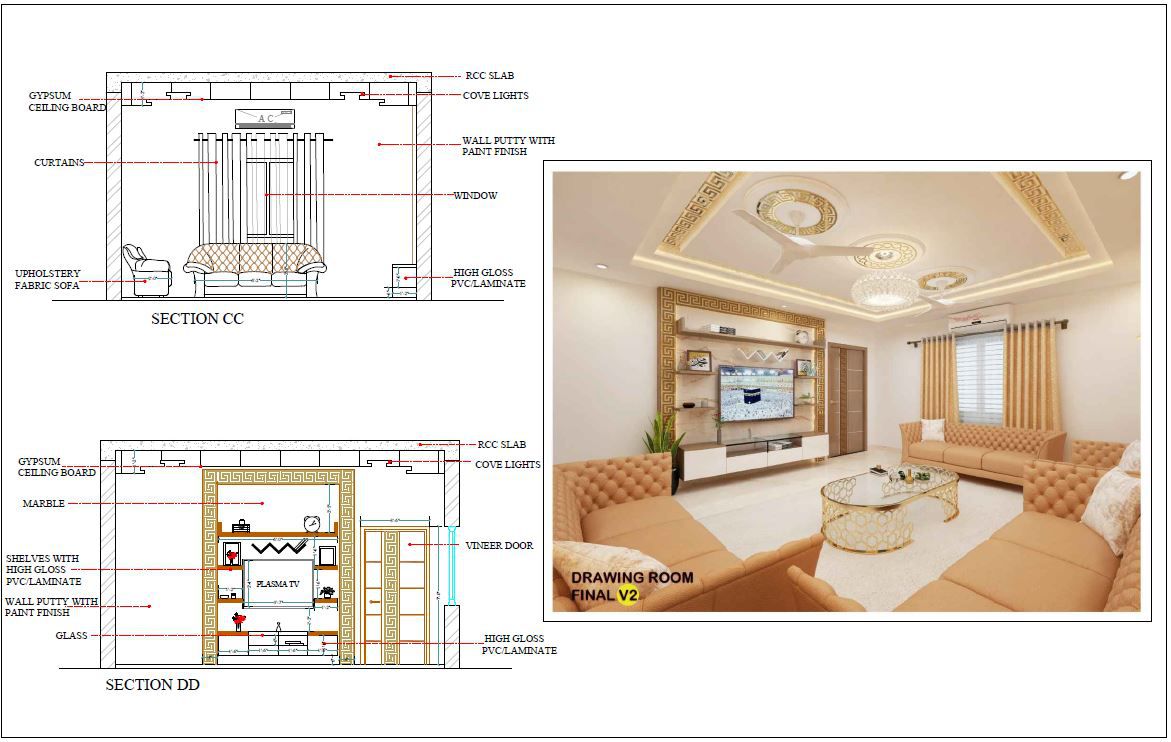 RCC SLAB
GYPSUM
CEILING BOARD
COVE LIGHTS
A C
WALL PUTTY WITH
PAINT FINISH
CURTAINS
WINDOW
UPHOLSTERY
FABRIC SOFA
HIGH GLOSS
PVC/LAMINATE
SECTION CC
RCC SLAB
GYPSUM
CEILING BOARD
COVE LIGHTS
MARBLE
VINEER DOOR
SHELVES WITH
HIGH GLOSS
PVC/LAMINATE
PLASMA TV
WALL PUTTY WITH
PAINT FINISH
GLASS
HIGH GLOSS
PVC/LAMINATE
SECTION DD
DRAWING ROOM
FINAL V2